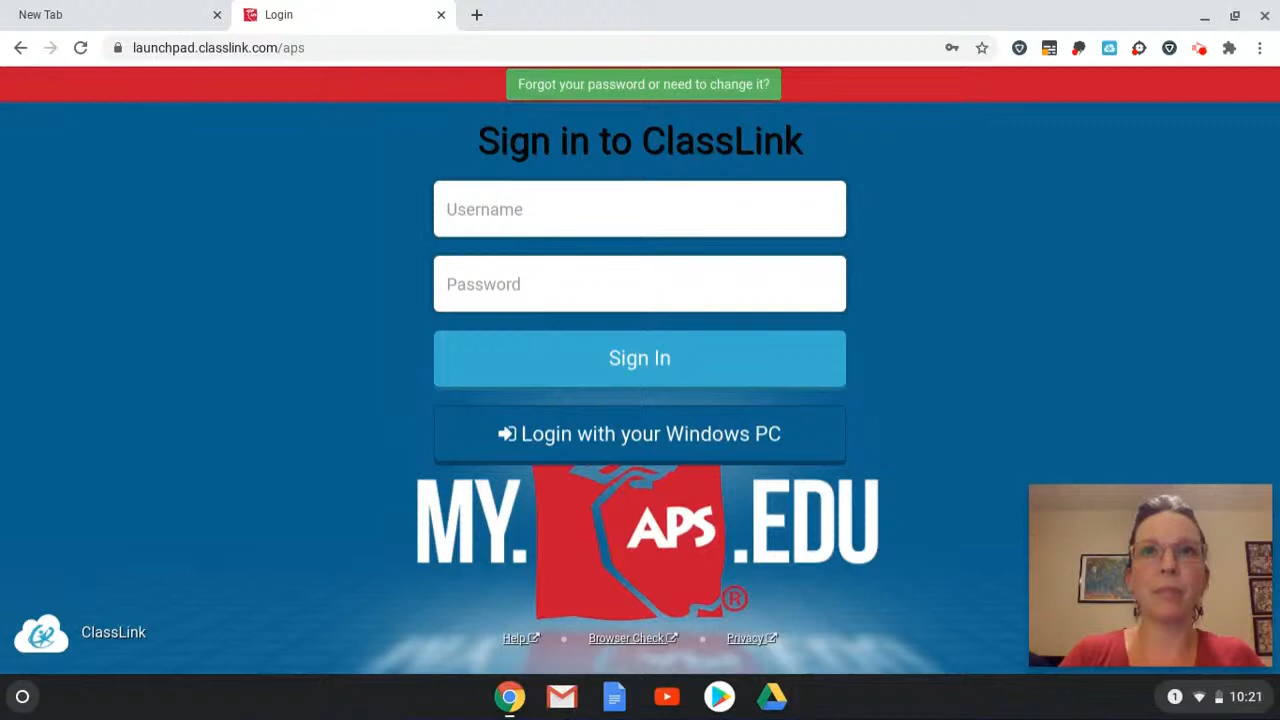 New Tab
Login
launchpad.classlink.com/aps
Forgot your password or need to change it?
Sign in to ClassLink
Username
Password
Sign In
Login with your Windows PC
MY. APS .EDU
®
ClassLink
Help
Browser Check
Privacy
1
10:21